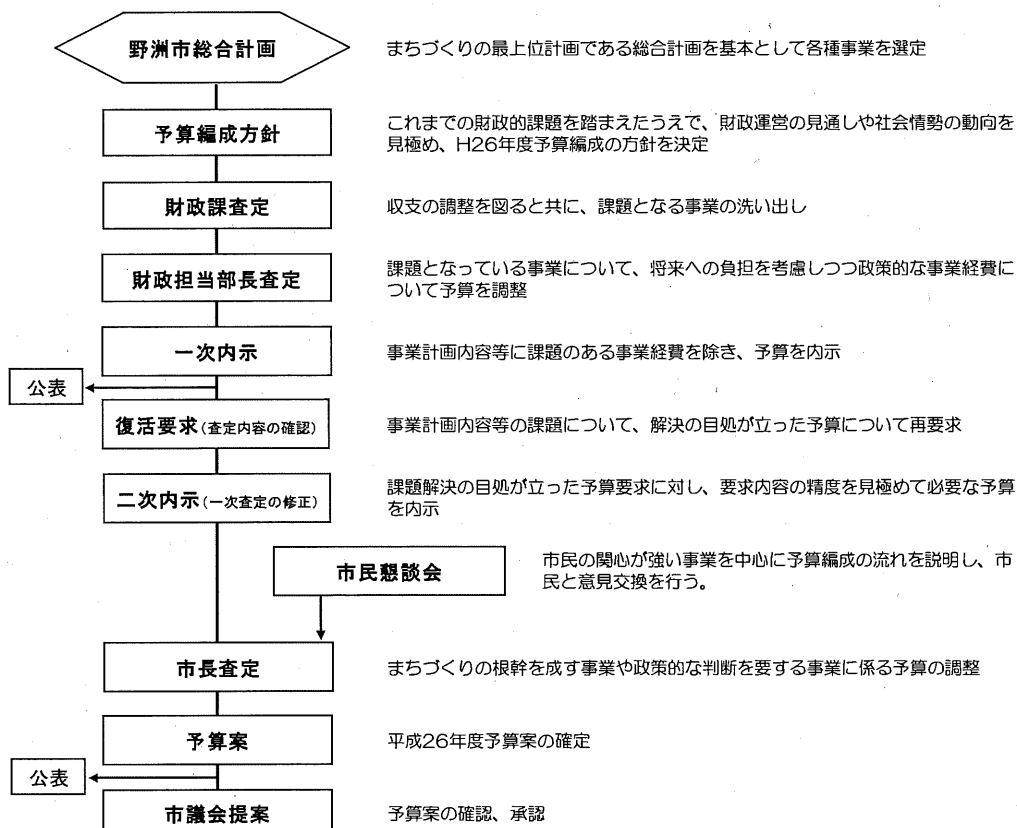 野洲市総合計画
まちづくりの最上位計画である総合計画を基本として各種事業を選定
予算編成方針
これまでの財政的課題を踏まえたうえで、財政運営の見通しや社会情勢の動向を
見極め、H26年度予算編成の方針を決定
財政課査定
収支の調整を図ると共に、課題となる事業の洗い出し
財政担当部長査定
課題となっている事業について、将来への負担を考慮しつつ政策的な事業経費に
ついて予算を調整
一次内示
事業計画内容等に課題のある事業経費を除き、予算を内示
公表
復活要求(査定内容の確認)
事業計画内容等の課題について、解決の目処が立った予算について再要求
二次内示(一次査定の修正)
課題解決の目処が立った予算要求に対し、要求内容の精度を見極めて必要な予算
を内示
市民懇談会
市民の関心が強い事業を中心に予算編成の流れを説明し、市
民と意見交換を行う。
市長査定
まちづくりの根幹を成す事業や政策的な判断を要する事業に係る予算の調整
予算案
平成26年度予算案の確定
公表
市議会提案
予算案の確認、承認